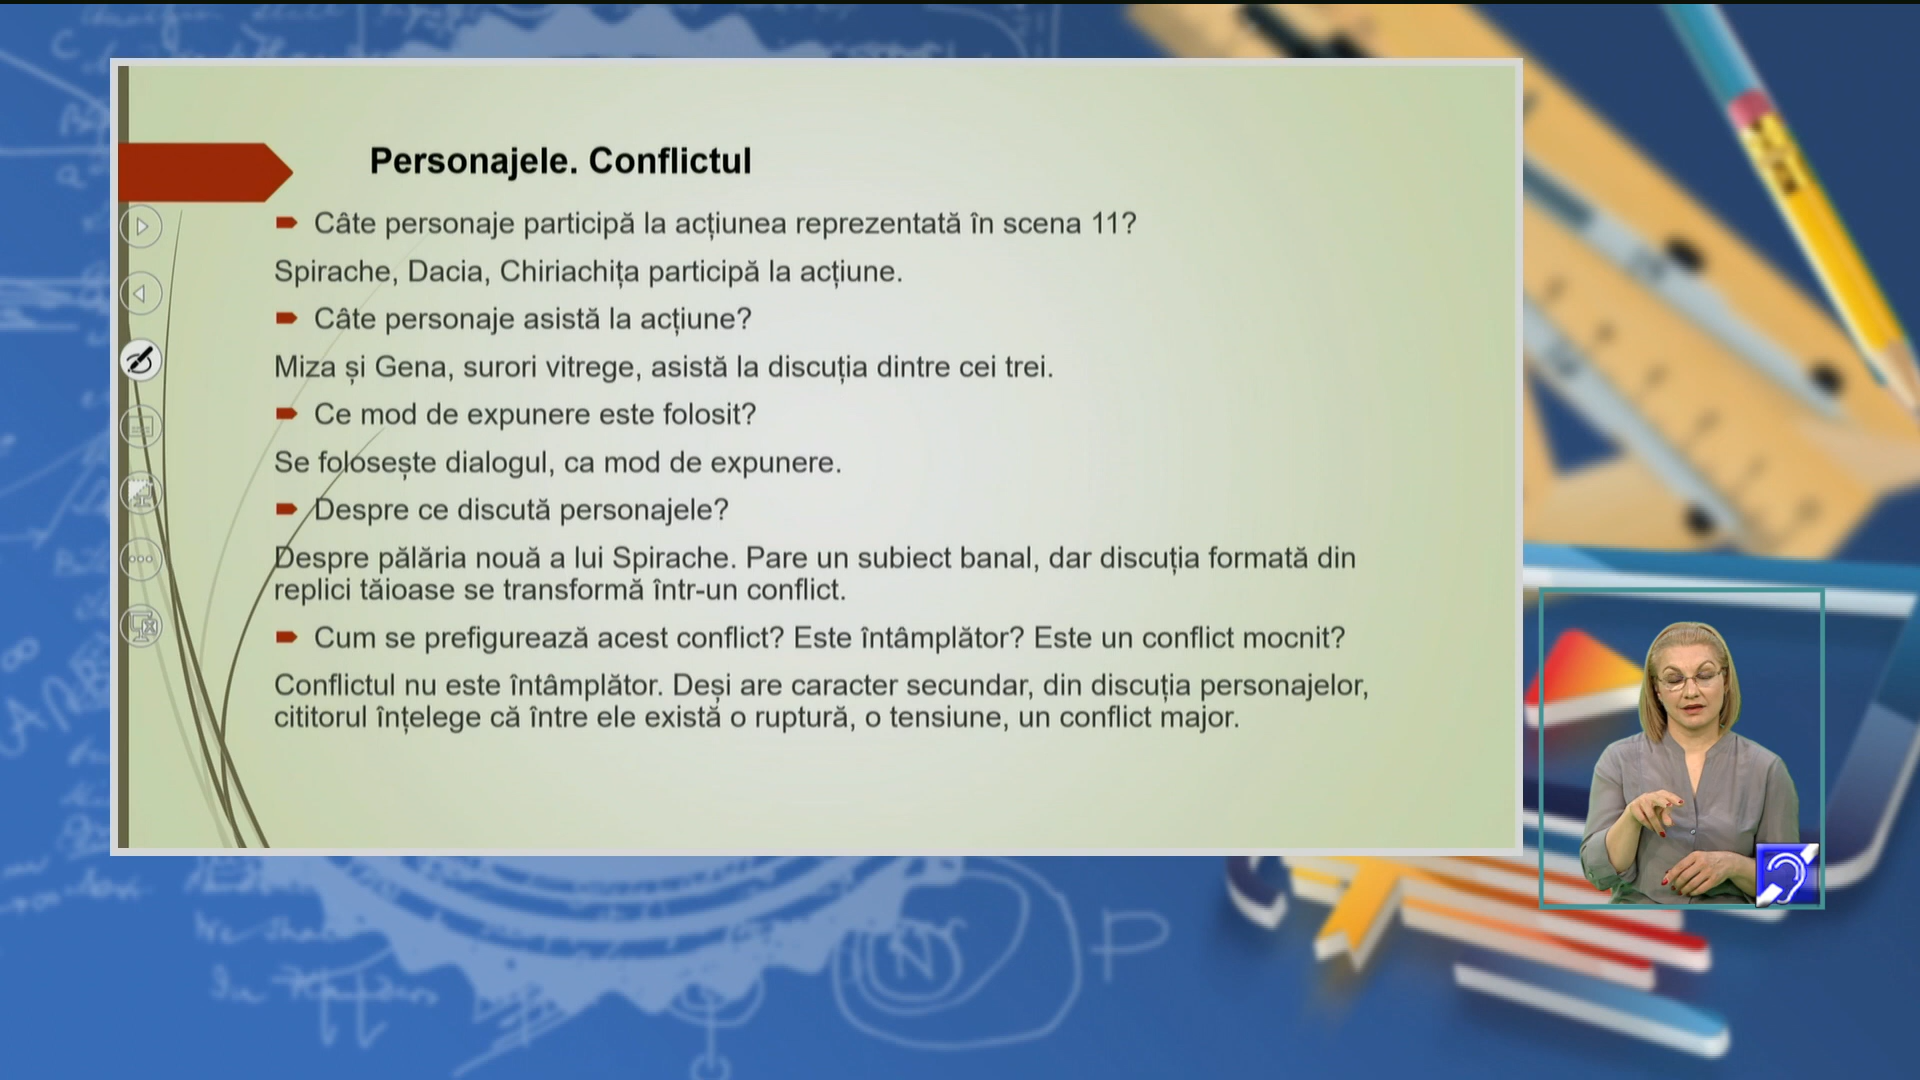 Personajele. Conflictul
Câte personaje participă la acțiunea reprezentată în scena 11?
Spirache, Dacia, Chiriachița participă la acțiune.
Câte personaje asistă la acțiune?
Miza și Gena, surori vitrege, asistă la discuția dintre cei trei.
Ce mod de expunere este folosit?
Se folosește dialogul, ca mod de expunere.
Despre ce discută personajele?
Despre pălăria nouă a lui Spirache. Pare un subiect banal, dar discuția formată din
replici tăioase se transformă într-un conflict.
Cum se prefigurează acest conflict? Este întâmplător? Este un conflict mocnit?
Conflictul nu este întâmplător. Deși are caracter secundar, din discuția personajelor,
cititorul înțelege că între ele există o ruptură, o tensiune, un conflict major.
N
P